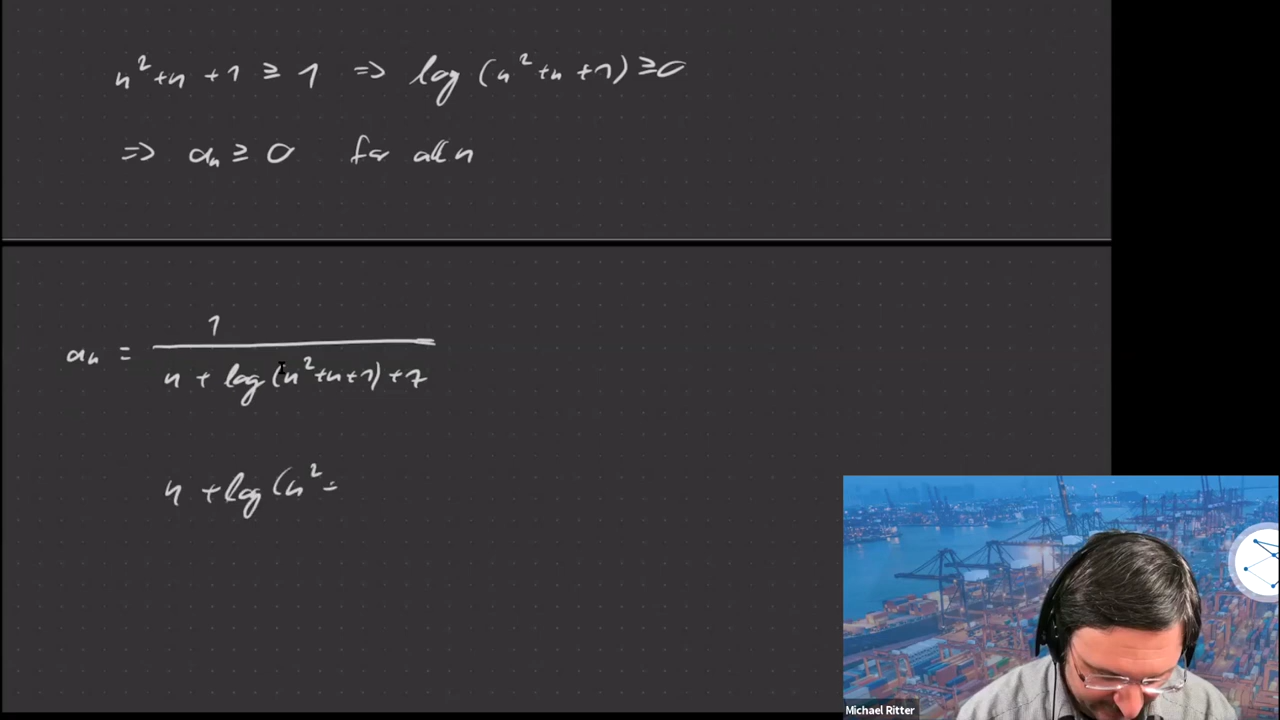 n² + n + 1 ≥ 1 => log (n² + n + 1) ≥ 0
=> aₙ ≥ 0 for all n
aₙ = 1 / (n + log(n² + n + 1) + 7)
n + log(n² -
Michael Ritter